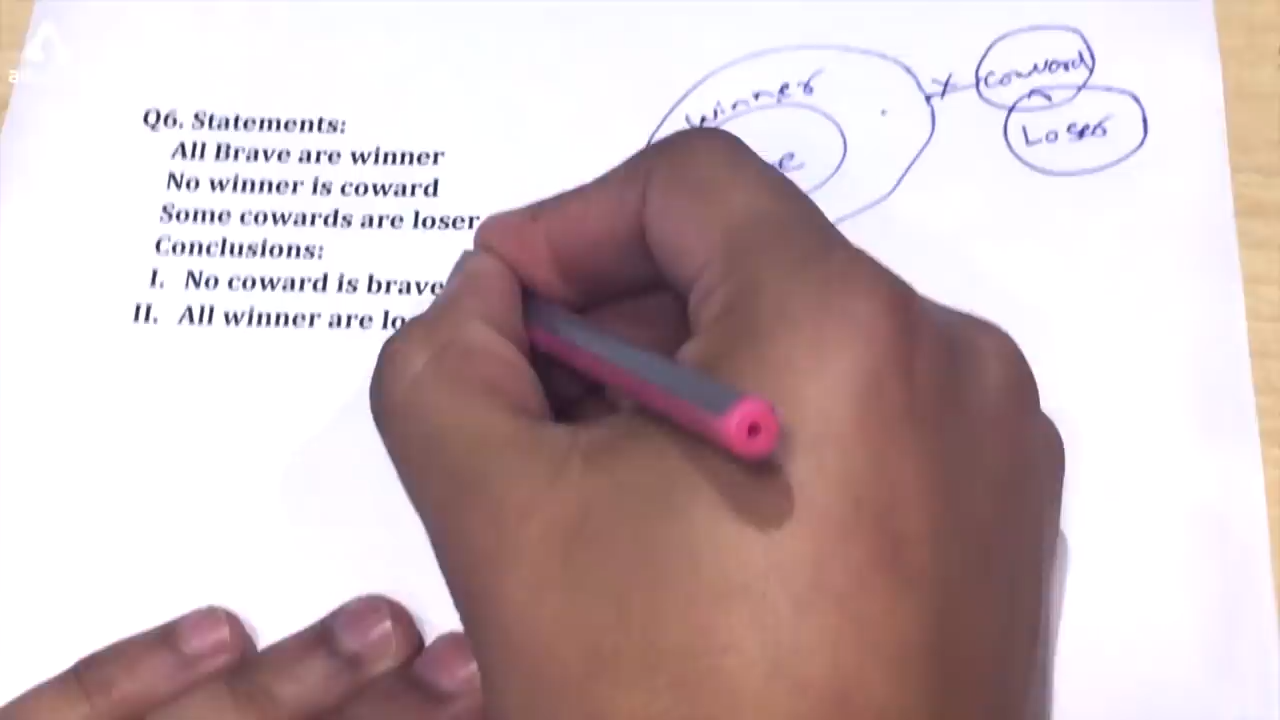 Q6. Statements:
All Brave are winner
No winner is coward
Some cowards are loser
Conclusions:
I. No coward is brave
II. All winner are
winner
coward
Loser